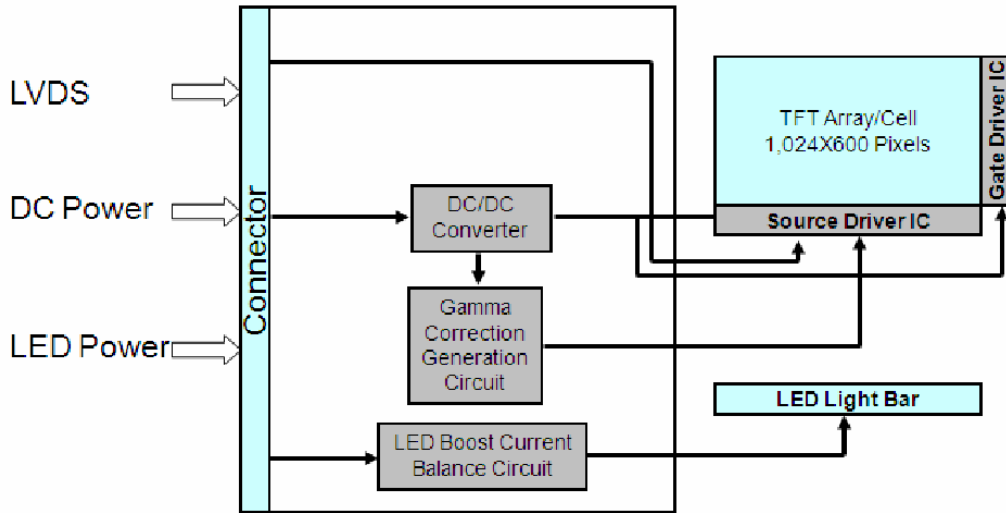 LVDS
DC Power
LED Power
Connector
DC/DC
Converter
Gamma
Correction
Generation
Circuit
LED Boost Current
Balance Circuit
TFT Array/Cell
1,024X600 Pixels
Gate Driver IC
Source Driver IC
LED Light Bar